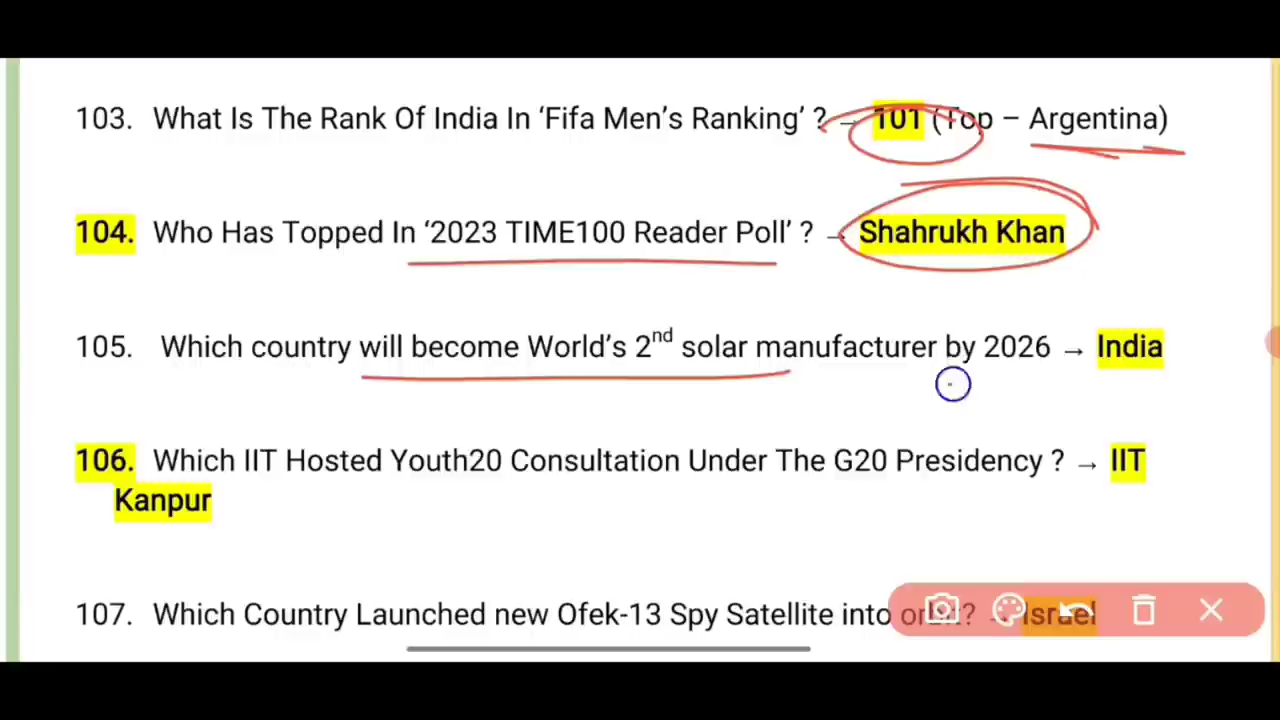 103. What Is The Rank Of India In ‘Fifa Men’s Ranking’ ? → 101 (Top – Argentina)
104. Who Has Topped In ‘2023 TIME100 Reader Poll’ ? → Shahrukh Khan
105. Which country will become World’s 2nd solar manufacturer by 2026 → India
106. Which IIT Hosted Youth20 Consultation Under The G20 Presidency ? → IIT
Kanpur
107. Which Country Launched new Ofek-13 Spy Satellite into orbit? → Israel